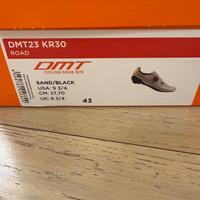 DMT23 KR30
ROAD
DMT
CYCLING SINCE 1978
SAND/BLACK
USA: 9 3/4
CM: 27,70
UK: 8 3/4
43